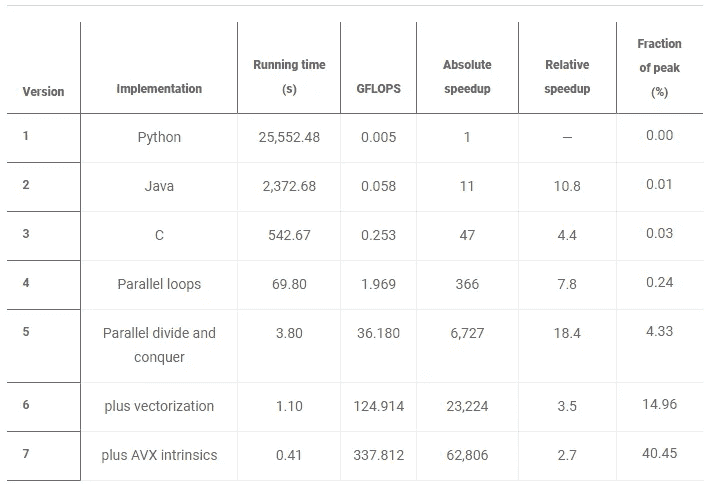 Version Implementation Running time (s) GFLOPS Absolute speedup Relative speedup Fraction of peak (%)
1 Python 25,552.48 0.005 1 — 0.00
2 Java 2,372.68 0.058 11 10.8 0.01
3 C 542.67 0.253 47 4.4 0.03
4 Parallel loops 69.80 1.969 366 7.8 0.24
5 Parallel divide and conquer 3.80 36.180 6,727 18.4 4.33
6 plus vectorization 1.10 124.914 23,224 3.5 14.96
7 plus AVX intrinsics 0.41 337.812 62,806 2.7 40.45